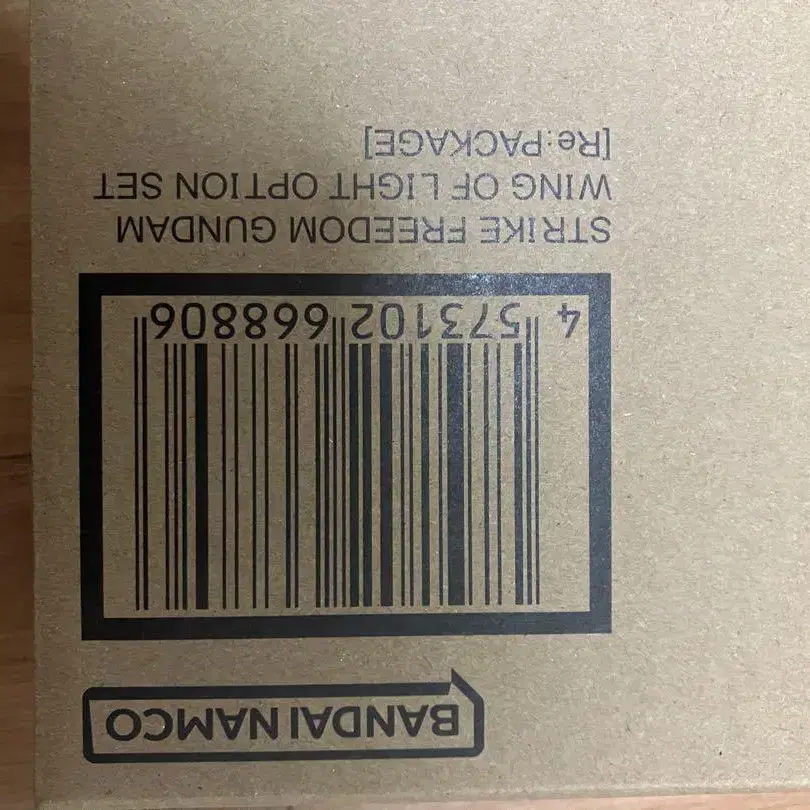 BANDAI NAMCO
4 573102 668806
STRIKE FREEDOM GUNDAM
WING OF LIGHT OPTION SET
[Re:PACKAGE]